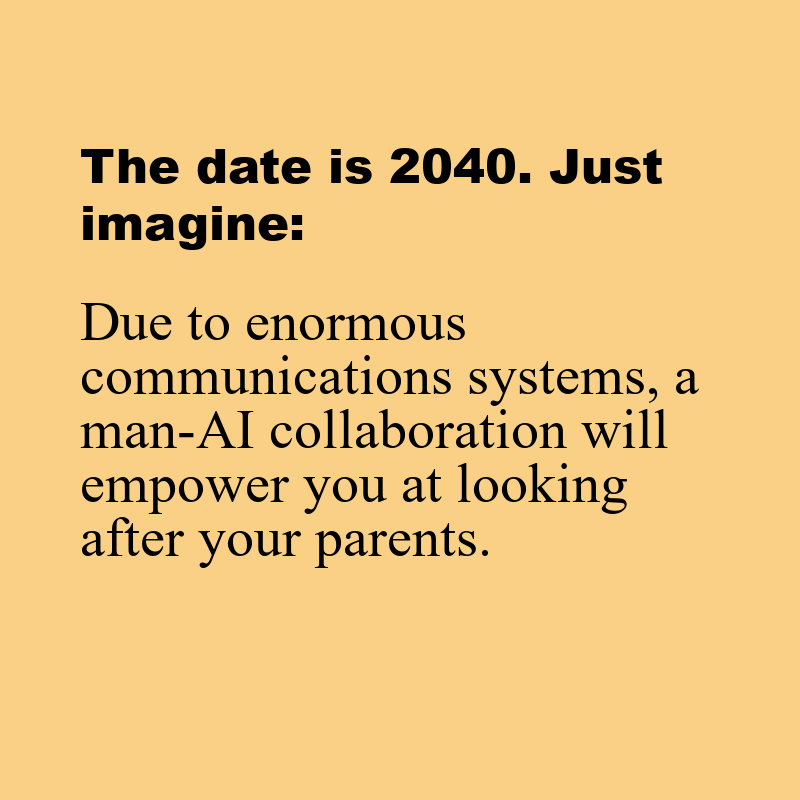 The date is 2040. Just
imagine:
Due to enormous
communications systems, a
man-AI collaboration will
empower you at looking
after your parents.